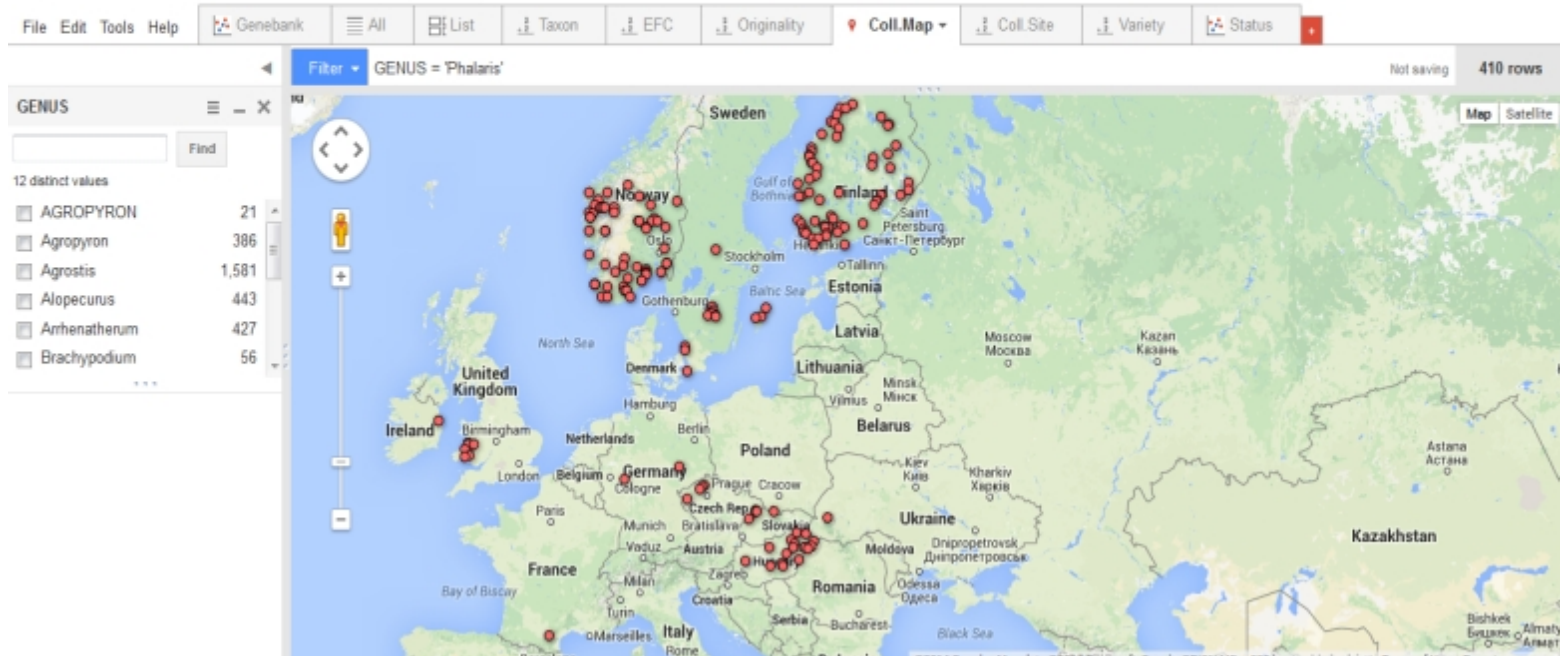 File Edit Tools Help
Genebank All List Taxon EFC Originality Coll.Map Coll.Site Variety Status +
Filter GENUS = 'Phalaris' Not saving 410 rows
GENUS
Find
12 distinct values
AGROPYRON 21
Agropyron 386
Agrostis 1,581
Alopecurus 443
Arrhenatherum 427
Brachypodium 56
Map Satellite
Sweden
Norway
Gulf of Bothnia
Finland
Saint Petersburg
Санкт-Петербург
Oslo
Helsinki
Stockholm
Tallinn
Estonia
Baltic Sea
Gothenburg
Latvia
Moscow
Москва
Kazan
Казань
North Sea
Denmark
Lithuania
United Kingdom
Vilnius
Minsk
Мінск
Hamburg
Belarus
Ireland
Birmingham
Netherlands
Berlin
Poland
Astana
Астана
London
Belgium
Germany
Cologne
Prague
Cracow
Kiev
Київ
Kharkiv
Харків
Paris
Czech Rep
Munich
Bratislava
Slovakia
Ukraine
Vaduz
Austria
Moldova
Dnipropetrovsk
Дніпропетровськ
Kazakhstan
France
Zagreb
Milan
Romania
Odessa
Одеса
Bay of Biscay
Turin
Croatia
Serbia
Bucharest
Marseilles
Italy
Rome
Black Sea
Bishkek
Бишкек
Almaty